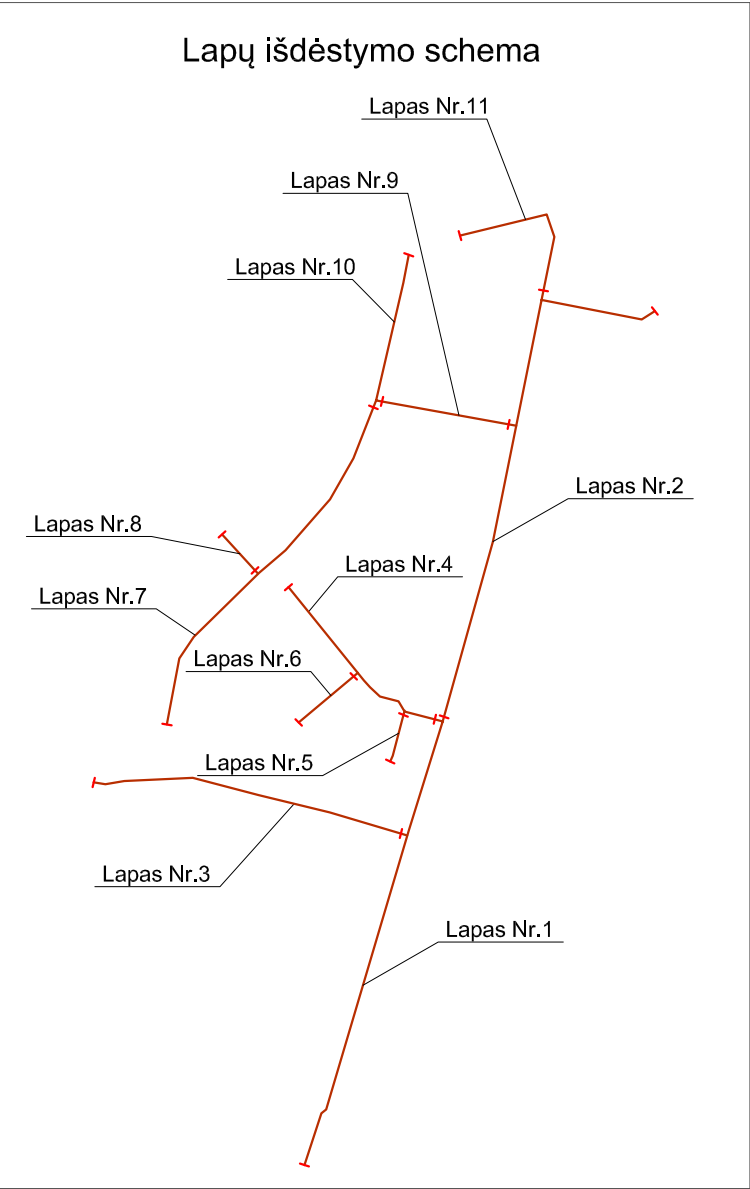 Lapų išdėstymo schema
Lapas Nr.11
Lapas Nr.9
Lapas Nr.10
Lapas Nr.2
Lapas Nr.8
Lapas Nr.4
Lapas Nr.7
Lapas Nr.6
Lapas Nr.5
Lapas Nr.3
Lapas Nr.1